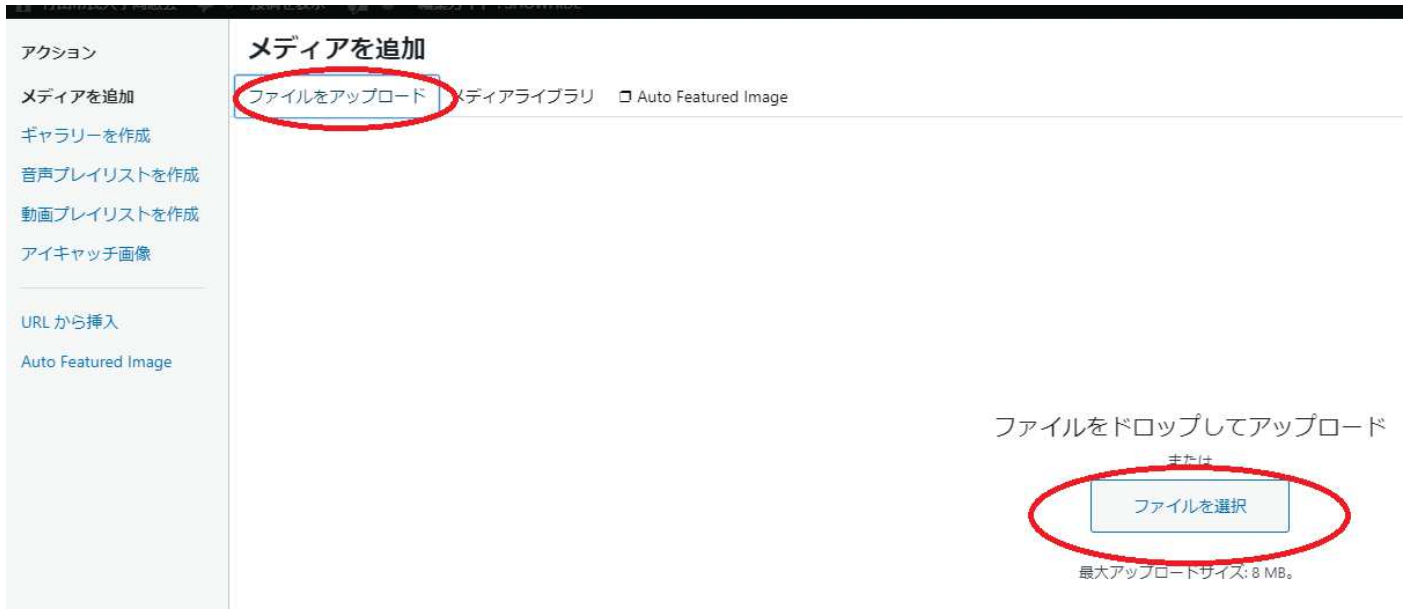 アクション
メディアを追加
ギャラリーを作成
音声プレイリストを作成
動画プレイリストを作成
アイキャッチ画像
URL から挿入
Auto Featured Image
メディアを追加
ファイルをアップロード メディアライブラリ Auto Featured Image
ファイルをドロップしてアップロード
または
ファイルを選択
最大アップロードサイズ: 8 MB。